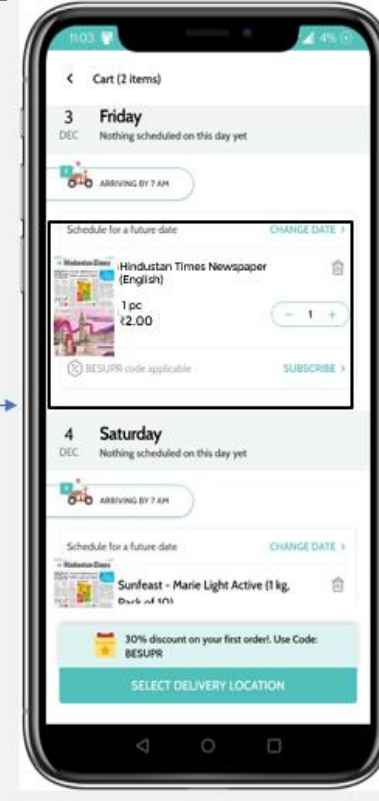 11:03 4%
Cart (2 items)
3 Friday
DEC Nothing scheduled on this day yet
ARRIVING BY 7 AM
Schedule for a future date CHANGE DATE >
Hindustan Times Newspaper
(English)
1 pc
₹2.00
- 1 +
BESUPR code applicable SUBSCRIBE >
4 Saturday
DEC Nothing scheduled on this day yet
ARRIVING BY 7 AM
Schedule for a future date CHANGE DATE >
Hindustan Times
Sunfeast - Marie Light Active (1 kg,
Pack of 10)
30% discount on your first order!. Use Code:
BESUPR
SELECT DELIVERY LOCATION